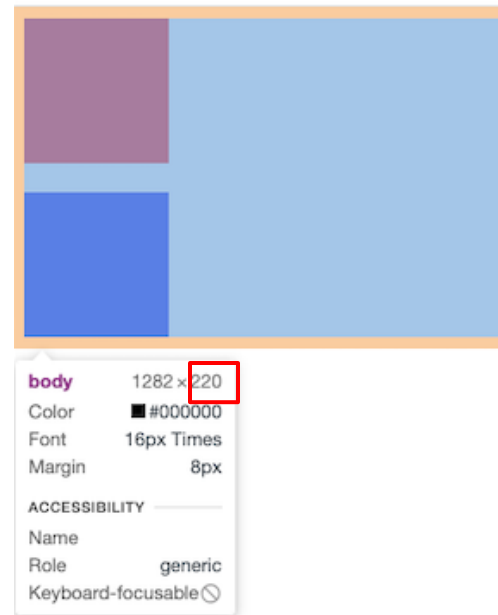 body 1282 × 220
Color #000000
Font 16px Times
Margin 8px
ACCESSIBILITY
Name
Role generic
Keyboard-focusable